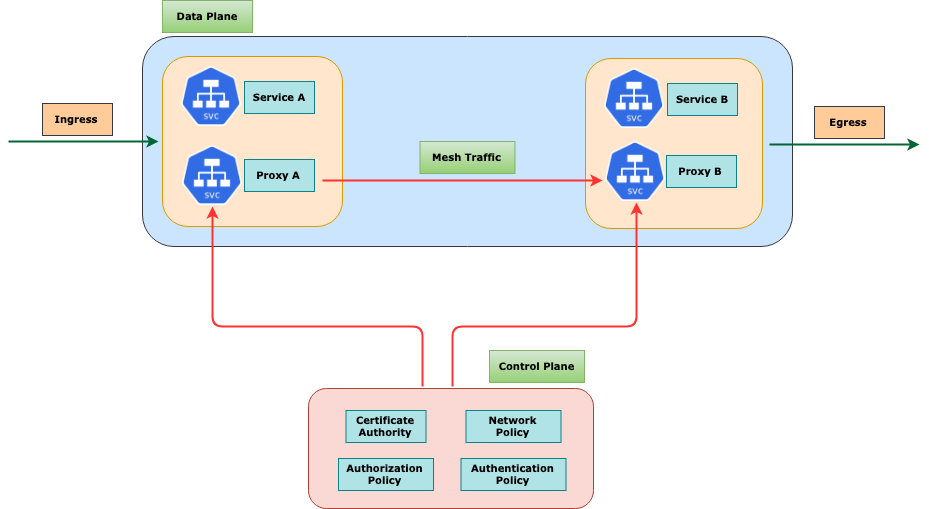 Data Plane
Service A
Service B
svc
svc
Ingress
Egress
Mesh Traffic
Proxy A
Proxy B
svc
svc
Control Plane
Certificate
Authority
Network
Policy
Authorization
Policy
Authentication
Policy